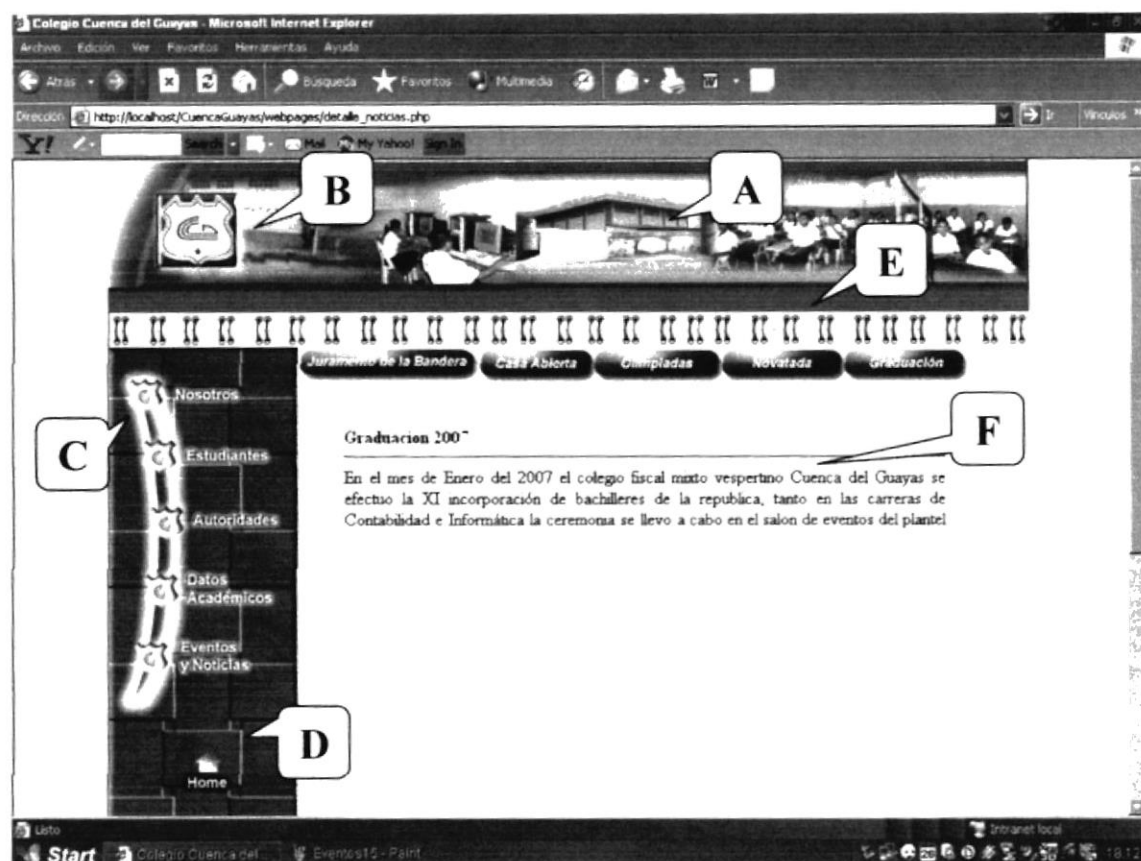 Colegio Cuenca del Guayas - Microsoft Internet Explorer
Archivo Edición Ver Favoritos Herramientas Ayuda
Atrás Búsqueda Favoritos Multimedia
Dirección http://localhost/CuencaGuayas/webpages/detalle_noticias.php Ir Vínculos
Y! Search Mail My Yahoo! Sign In
B
A
E
Juramento de la Bandera Casa Abierta Olimpiadas Novatada Graduación
Nosotros
C
Estudiantes
Autoridades
Datos
Académicos
Eventos
y Noticias
D
Home
F
Graduacion 2007
En el mes de Enero del 2007 el colegio fiscal mixto vespertino Cuenca del Guayas se
efectuo la XI incorporación de bachilleres de la republica, tanto en las carreras de
Contabilidad e Informática la ceremonia se llevo a cabo en el salon de eventos del plantel
Listo Intranet local
Start Colegio Cuenca del... Eventos15 - Paint